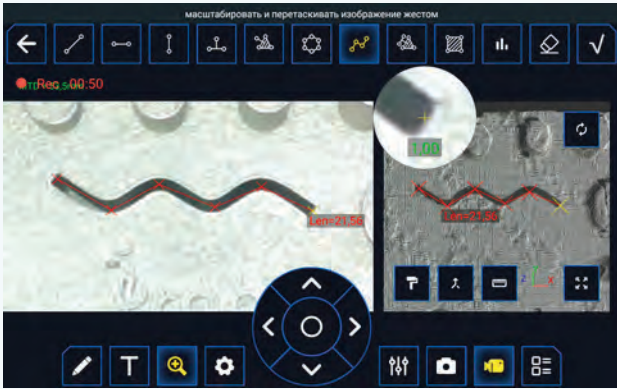 масштабировать и перетаскивать изображение жестом
Rec 00:50
1,00
Len=21,56
Len=21,56
T
z
x